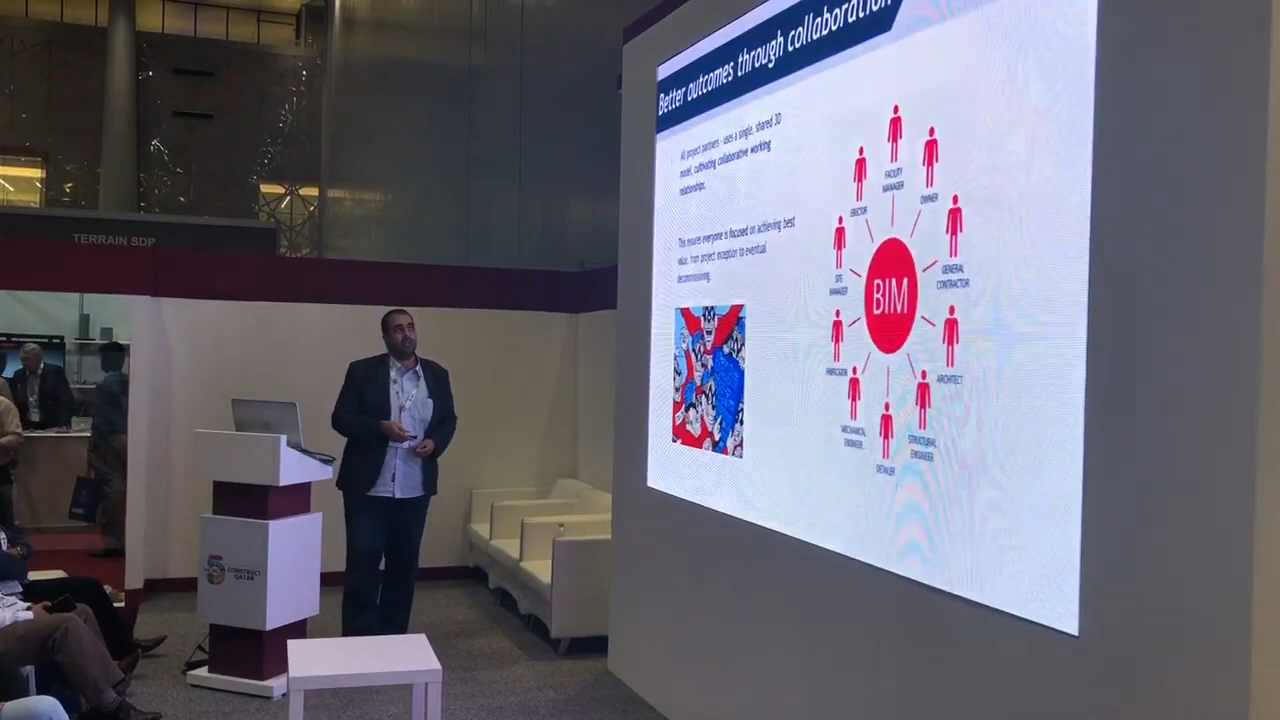 Better outcomes through collaboration
All project partners - uses a single, shared 3D
model, cultivating collaborative working
relationships.
This ensures everyone is focused on achieving best
value, from project inception to eventual
decommissioning.
FACILITY
MANAGER
OWNER
ERECTOR
GENERAL
CONTRACTOR
SITE
MANAGER
BIM
FABRICATOR
ARCHITECT
MECHANICAL
ENGINEER
STRUCTURAL
ENGINEER
DETAILER
TERRAIN SDP
5
CONSTRUCT
QATAR